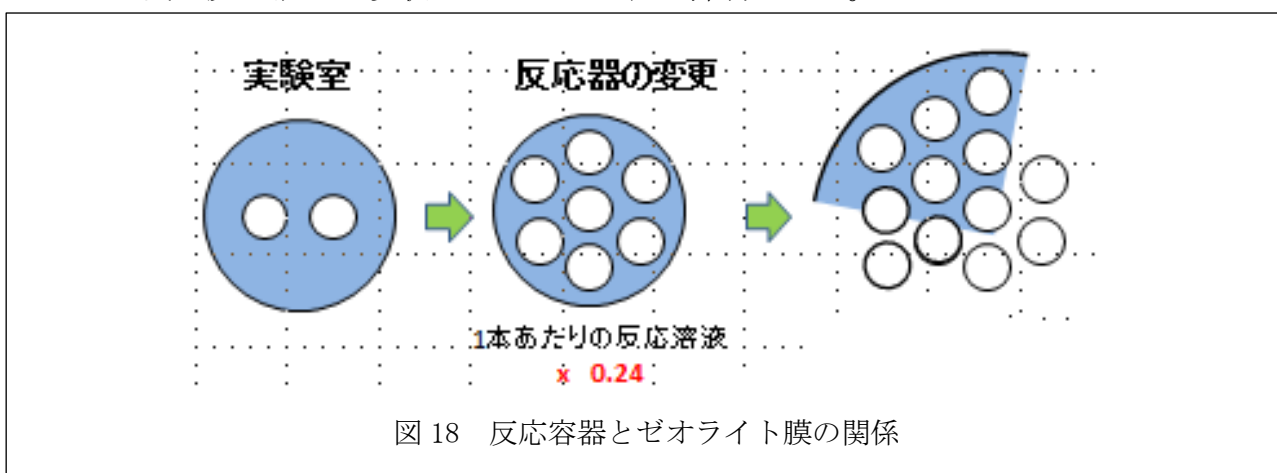 実験室
反応器の変更
1本あたりの反応溶液
x 0.24
図 18 反応容器とゼオライト膜の関係